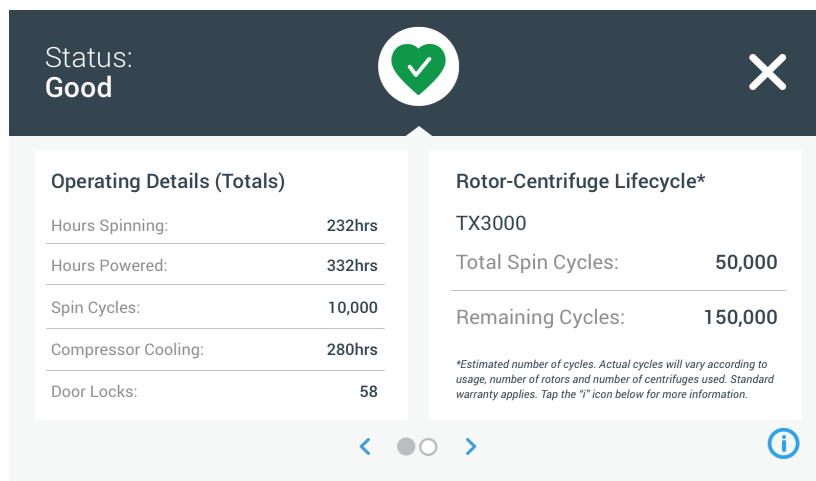 Status:
Good
Operating Details (Totals)
Hours Spinning: 232hrs
Hours Powered: 332hrs
Spin Cycles: 10,000
Compressor Cooling: 280hrs
Door Locks: 58
Rotor-Centrifuge Lifecycle*
TX3000
Total Spin Cycles: 50,000
Remaining Cycles: 150,000
*Estimated number of cycles. Actual cycles will vary according to
usage, number of rotors and number of centrifuges used. Standard
warranty applies. Tap the “i” icon below for more information.